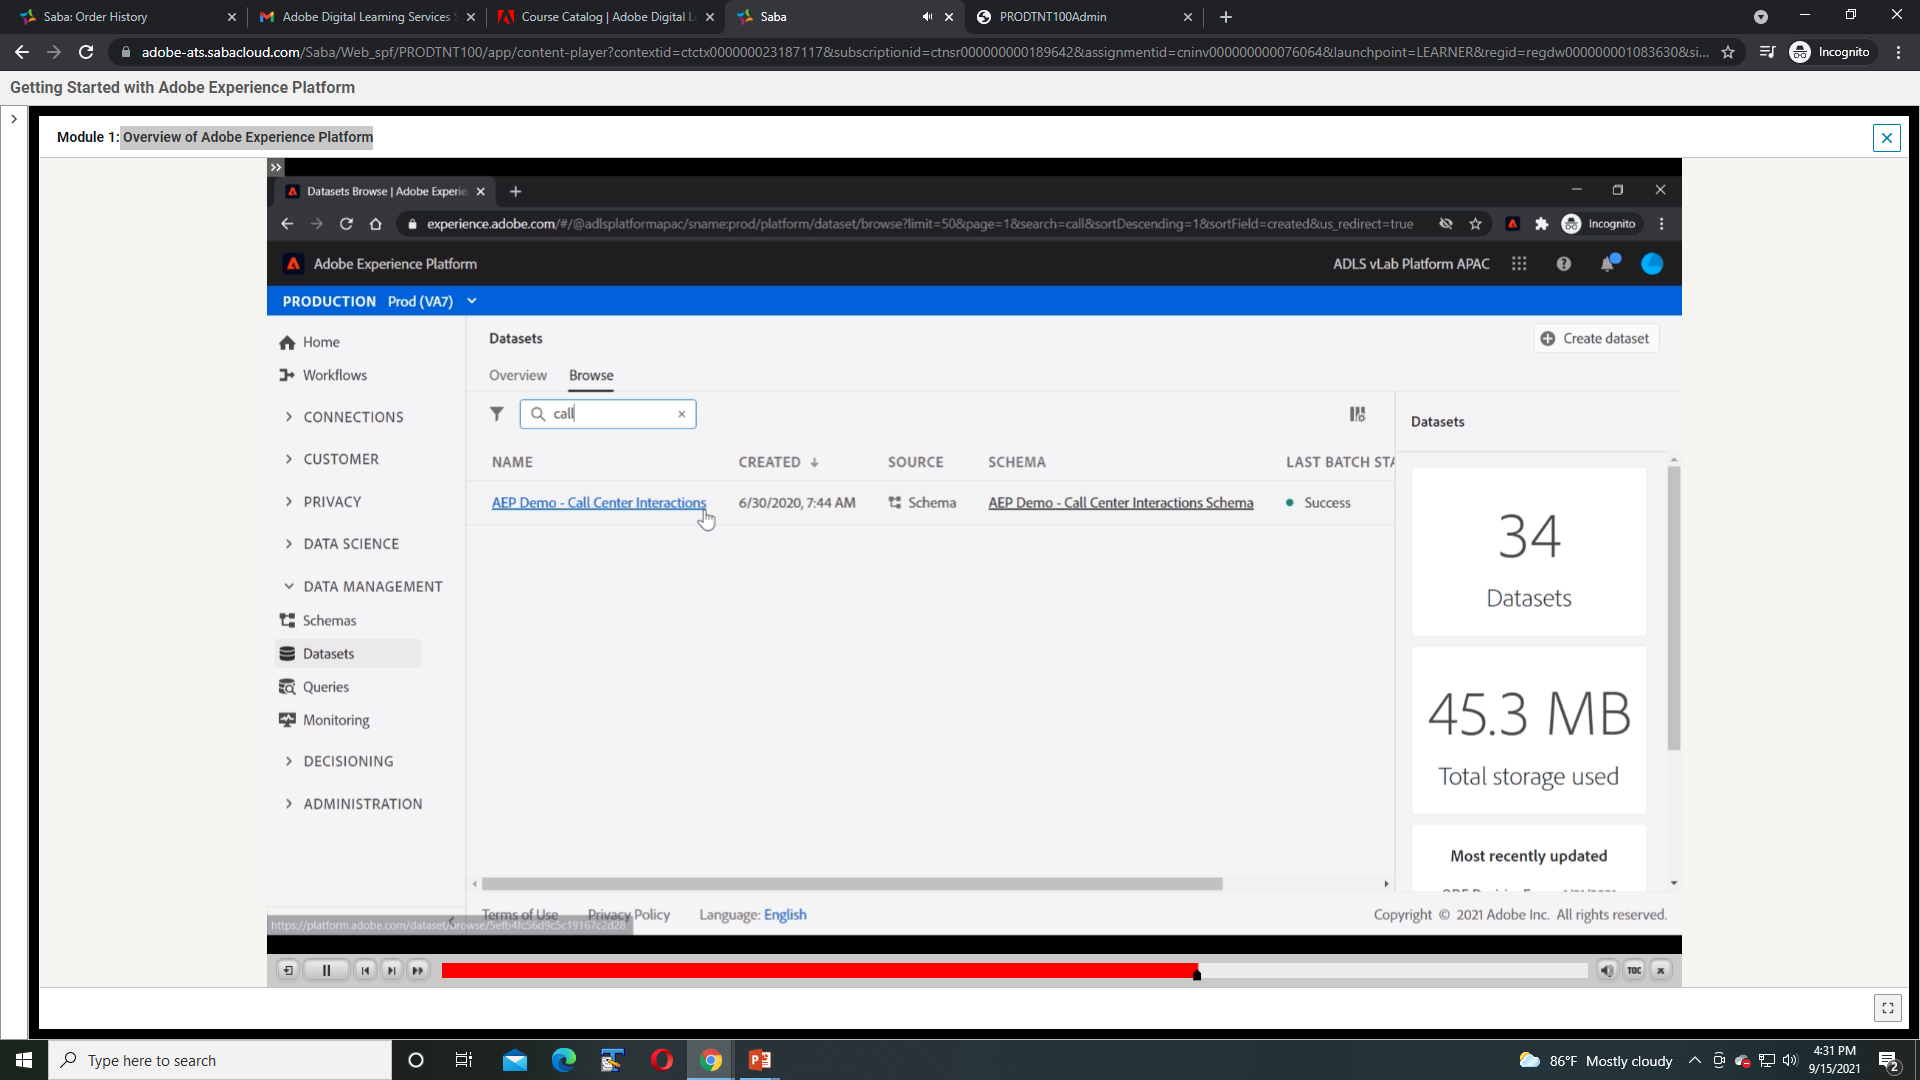 Saba: Order History
Adobe Digital Learning Services S
Course Catalog | Adobe Digital L
Saba
PRODTNT100Admin
adobe-ats.sabacloud.com/Saba/Web_spf/PRODTNT100/app/content-player?contextid=ctctx000000023187117&subscriptionid=ctnsr000000000189642&assignmentid=cninv000000000076064&launchpoint=LEARNER&regid=regdw000000001083630&si...
Incognito
Getting Started with Adobe Experience Platform
Module 1: Overview of Adobe Experience Platform
Datasets Browse | Adobe Experie
experience.adobe.com/#/@adlsplatformapac/sname:prod/platform/dataset/browse?limit=50&page=1&search=call&sortDescending=1&sortField=created&us_redirect=true
Incognito
Adobe Experience Platform
ADLS vLab Platform APAC
PRODUCTION Prod (VA7)
Home
Workflows
CONNECTIONS
CUSTOMER
PRIVACY
DATA SCIENCE
DATA MANAGEMENT
Schemas
Datasets
Queries
Monitoring
DECISIONING
ADMINISTRATION
Datasets
Create dataset
Overview Browse
call
NAME CREATED SOURCE SCHEMA LAST BATCH STA
AEP Demo - Call Center Interactions 6/30/2020, 7:44 AM Schema AEP Demo - Call Center Interactions Schema Success
Datasets
34
Datasets
45.3 MB
Total storage used
Most recently updated
Terms of Use Privacy Policy Language: English
Copyright © 2021 Adobe Inc. All rights reserved.
TOC
Type here to search
86°F Mostly cloudy
4:31 PM
9/15/2021
2